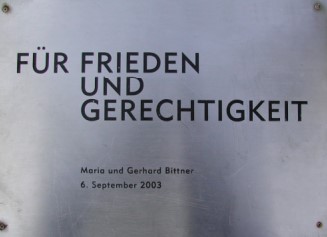 FÜR FRIEDEN
UND
GERECHTIGKEIT
Maria und Gerhard Bittner
6. September 2003